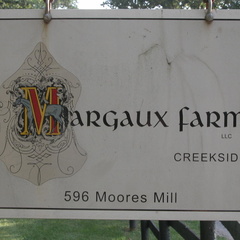 Margaux Farm
LLC
CREEKSID
596 Moores Mill